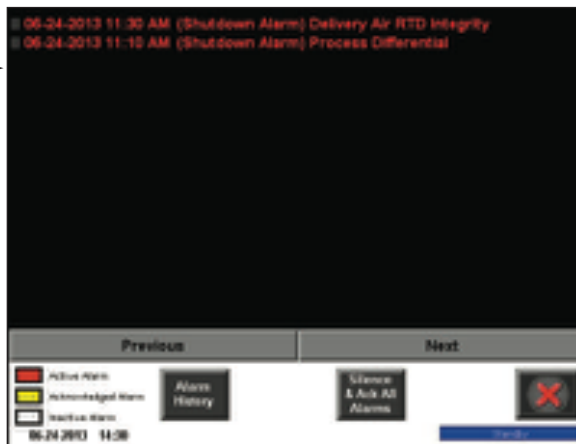 06-24-2013 11:30 AM (Shutdown Alarm) Delivery Air RTD Integrity
06-24-2013 11:10 AM (Shutdown Alarm) Process Differential
Previous
Next
Active Alarm
Acknowledged Alarm
Inactive Alarm
Alarm
History
Silence
& Ack All
Alarms
06-24-2013 14:30